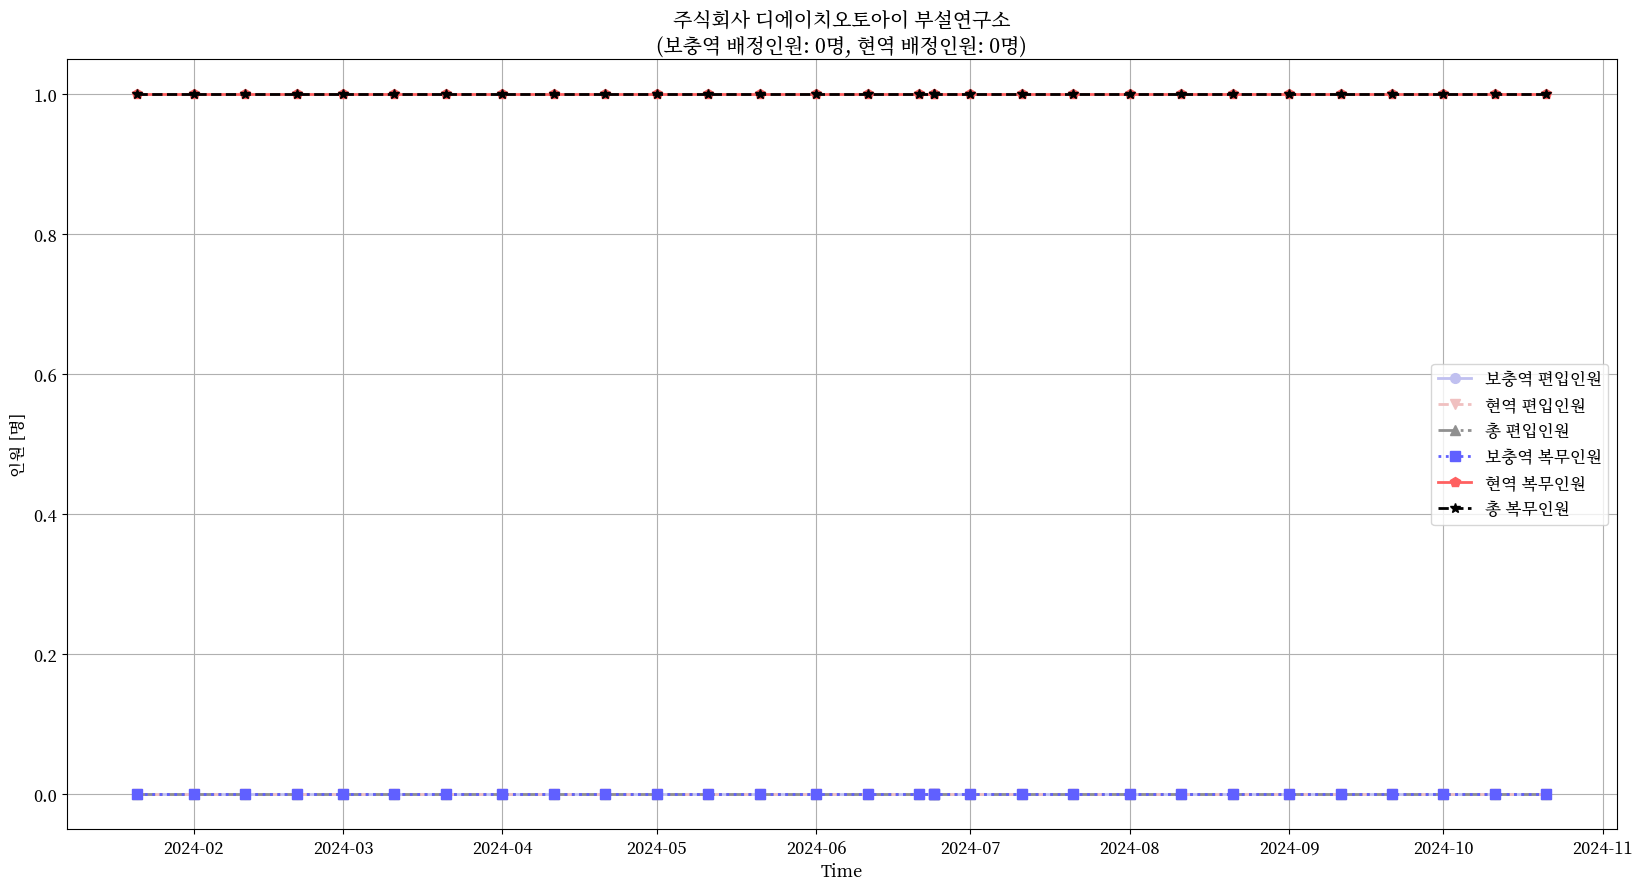 주식회사 디에이치오토아이 부설연구소
(보충역 배정인원: 0명, 현역 배정인원: 0명)
인원 [명]
1.0
0.8
0.6
0.4
0.2
0.0
보충역 편입인원
현역 편입인원
총 편입인원
보충역 복무인원
현역 복무인원
총 복무인원
2024-02
2024-03
2024-04
2024-05
2024-06
2024-07
2024-08
2024-09
2024-10
2024-11
Time